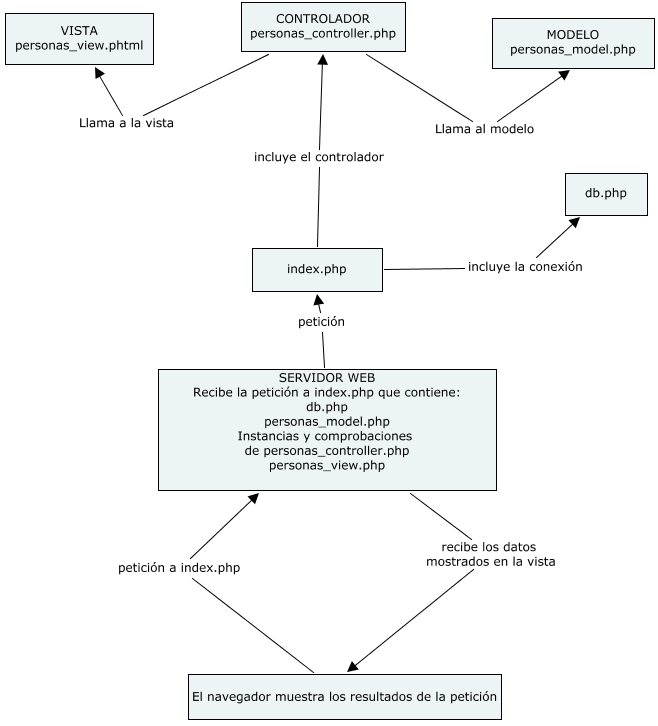 CONTROLADOR
personas_controller.php
VISTA
personas_view.phtml
MODELO
personas_model.php
Llama a la vista
Llama al modelo
incluye el controlador
db.php
index.php
incluye la conexión
petición
SERVIDOR WEB
Recibe la petición a index.php que contiene:
db.php
personas_model.php
Instancias y comprobaciones
de personas_controller.php
personas_view.php
petición a index.php
recibe los datos
mostrados en la vista
El navegador muestra los resultados de la petición